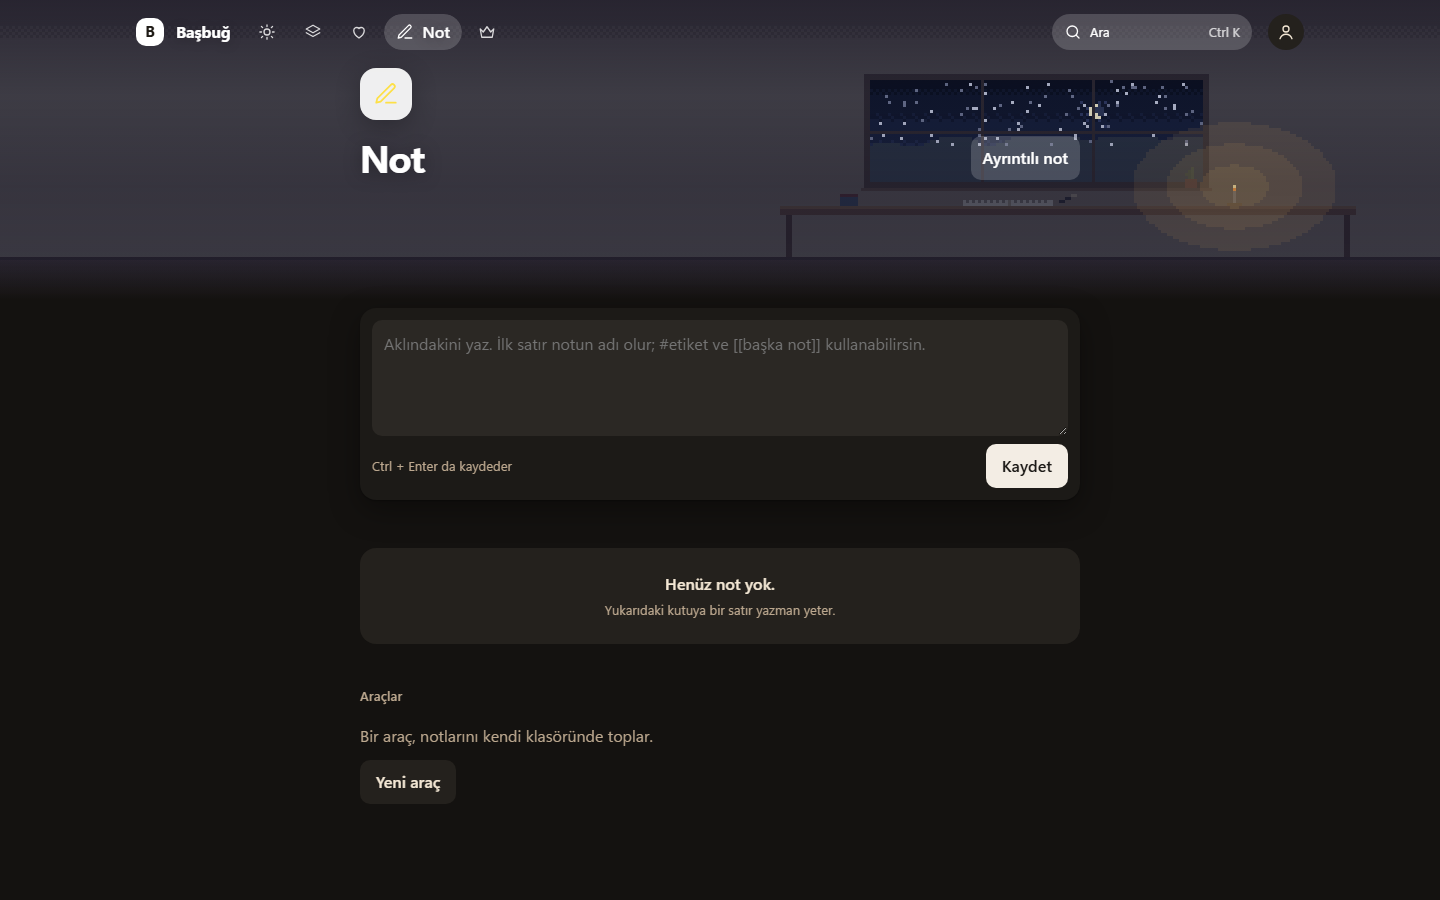 B Başbuğ Not Ara Ctrl K
Not
Ayrıntılı not
Aklındakini yaz. İlk satır notun adı olur; #etiket ve [[başka not]] kullanabilirsin.
Ctrl + Enter da kaydeder
Kaydet
Henüz not yok.
Yukarıdaki kutuya bir satır yazman yeter.
Araçlar
Bir araç, notlarını kendi klasöründe toplar.
Yeni araç